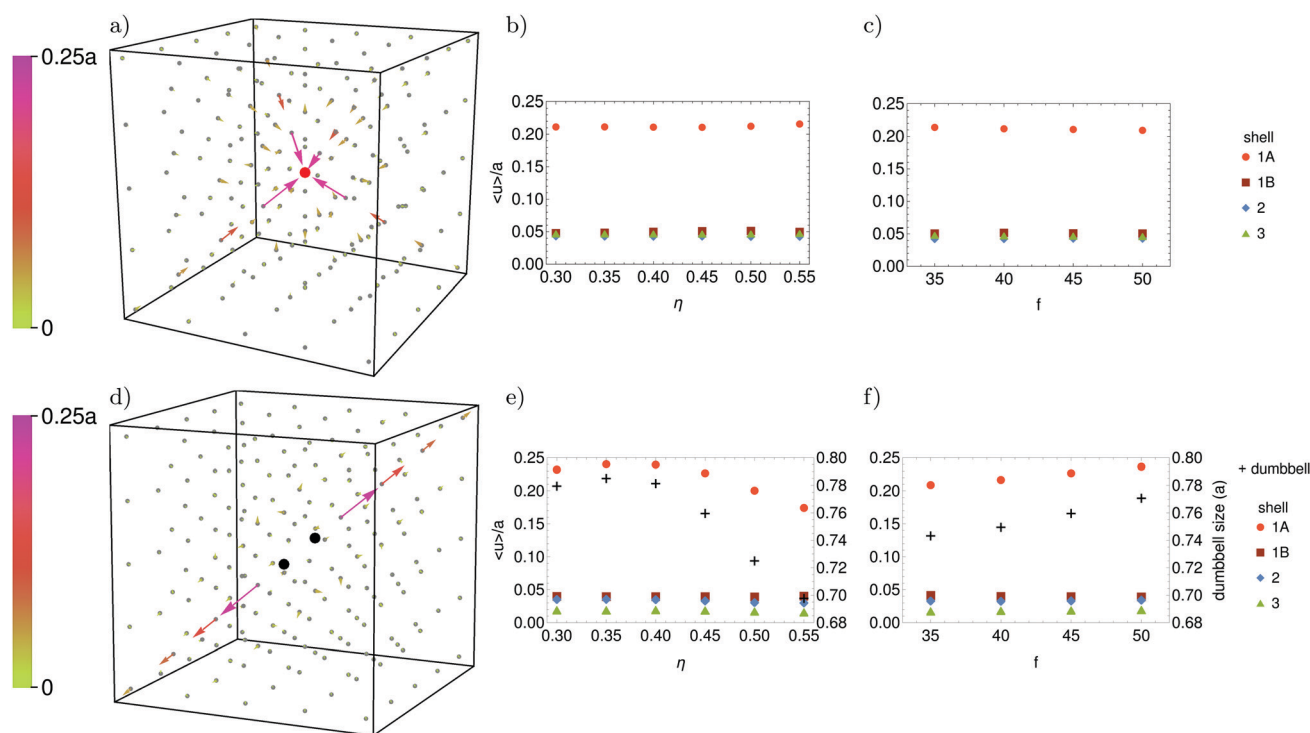 a)
0.25a
0
b)
<u>/a
0.25
0.20
0.15
0.10
0.05
0.00
0.30 0.35 0.40 0.45 0.50 0.55
η
c)
0.25
0.20
0.15
0.10
0.05
0.00
35 40 45 50
f
shell
1A
1B
2
3
d)
0.25a
0
e)
<u>/a
0.25
0.20
0.15
0.10
0.05
0.00
0.30 0.35 0.40 0.45 0.50 0.55
η
0.80
0.78
0.76
0.74
0.72
0.70
0.68
f)
0.25
0.20
0.15
0.10
0.05
0.00
35 40 45 50
f
0.80
0.78
0.76
0.74
0.72
0.70
0.68
dumbbell size (a)
+ dumbbell
shell
1A
1B
2
3